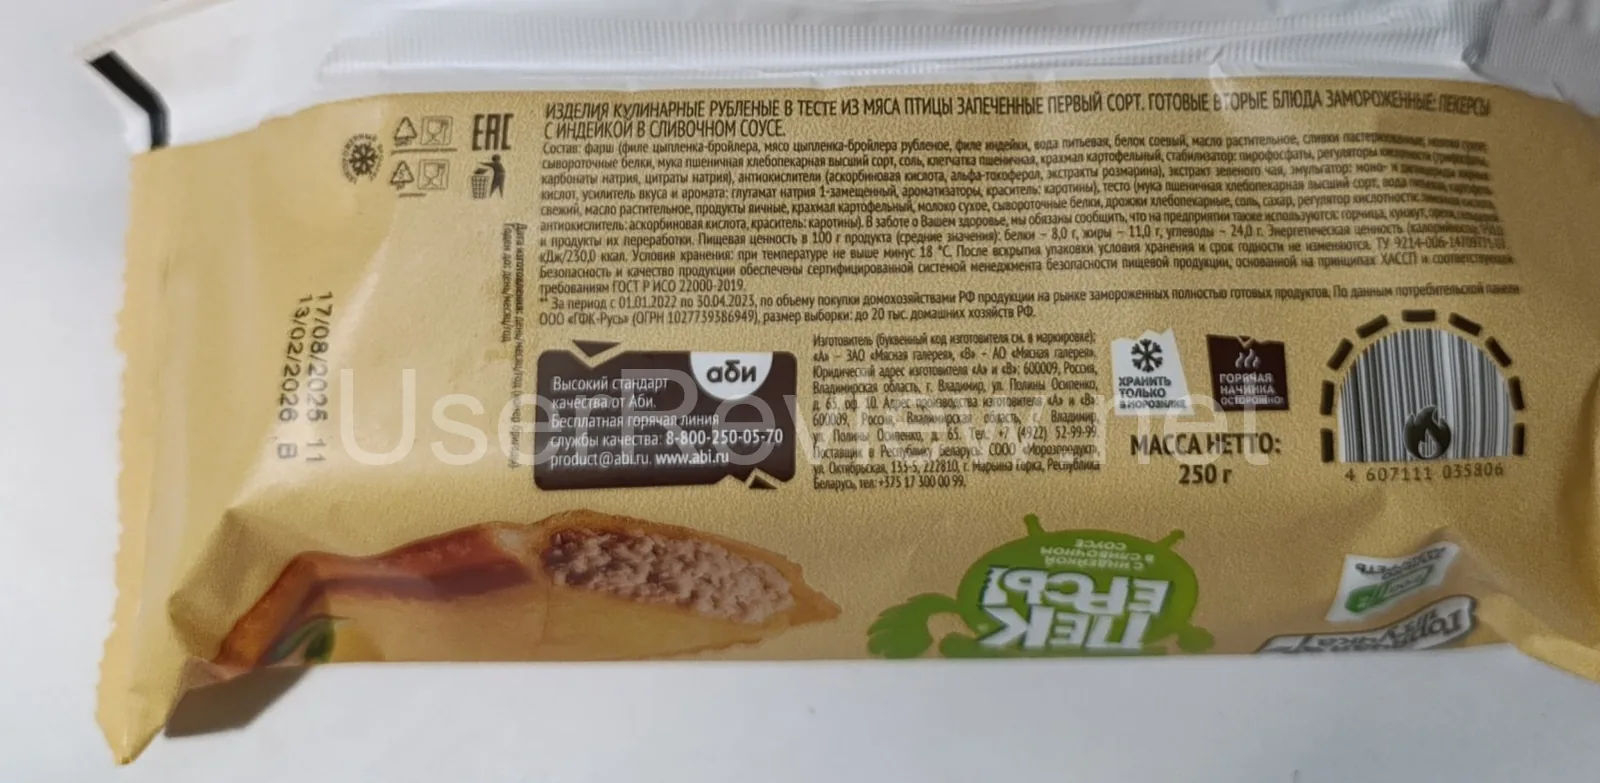 ИЗДЕЛИЯ КУЛИНАРНЫЕ РУБЛЕНЫЕ В ТЕСТЕ ИЗ МЯСА ПТИЦЫ ЗАПЕЧЕННЫЕ ПЕРВЫЙ СОРТ. ГОТОВЫЕ ВТОРЫЕ БЛЮДА ЗАМОРОЖЕННЫЕ: ПЕКЕРСЫ
С ИНДЕЙКОЙ В СЛИВОЧНОМ СОУСЕ.
Состав: фарш (филе цыпленка-бройлера, мясо цыпленка-бройлера рубленое, филе индейки, вода питьевая, белок соевый, масло растительное, сливки
сывороточные белки, мука пшеничная хлебопекарная высший сорт, соль, клетчатка пшеничная, крахмал картофельный, стабилизатор: пирофосфаты, регуляторы
карбонаты натрия, цитраты натрия), антиокислители (аскорбиновая кислота, альфа-токоферол, экстракты розмарина), экстракт зеленого чая, эмульгатор: моно- и
кислот, усилитель вкуса и аромата: глутамат натрия 1-замещенный, ароматизаторы, краситель: каротины), тесто (мука пшеничная хлебопекарная высший сорт, вода
свежий, масло растительное, продукты яичные, крахмал картофельный, молоко сухое, сывороточные белки, дрожжи хлебопекарные, соль, сахар, регулятор кислотности:
антиокислитель: аскорбиновая кислота, краситель: каротины). В заботе о Вашем здоровье, мы обязаны сообщить, что на предприятии также используются: горчица, кунжут,
и продукты их переработки. Пищевая ценность в 100 г продукта (средние значения): белки – 8,0 г, жиры – 11,0 г, углеводы – 24,0 г. Энергетическая ценность
кДж/230,0 ккал. Условия хранения: при температуре не выше минус 18 °С. После вскрытия упаковки условия хранения и срок годности не изменяются. ТУ
Безопасность и качество продукции обеспечены сертифицированной системой менеджмента безопасности пищевой продукции, основанной на принципах ХАССП и соответствующей
требованиям ГОСТ Р ИСО 22000-2019.
** За период с 01.01.2022 по 30.04.2023, по объему покупки домохозяйствами РФ продукции на рынке замороженных полностью готовых продуктов. По данным потребительской панели
ООО «ГФК-Русь» (ОГРН 1027739386949), размер выборки: до 20 тыс. домашних хозяйств РФ.
EAC
17/08/2025 11
13/02/2026 В
Высокий стандарт
качества от Аби.
Бесплатная горячая линия
службы качества: 8-800-250-05-70
product@abi.ru. www.abi.ru
аби
Изготовитель (буквенный код изготовителя см. в маркировке):
«А» – ЗАО «Мясная галерея», «В» – АО «Мясная галерея».
Юридический адрес изготовителя «А» и «В»: 600009, Россия,
Владимирская область, г. Владимир, ул. Полины Осипенко,
д. 65, оф. 10. Адрес производства изготовителя «А» и «В»:
600009, Россия, Владимирская область, г. Владимир,
ул. Полины Осипенко, д. 65. Тел.: +7 (4922) 52-99-99.
Поставщик в Республику Беларусь: СООО «Морозпродукт»,
ул. Октябрьская, 133-5, 222810, г. Марьина Горка, Республика
Беларусь, тел: +375 17 300 00 99.
ХРАНИТЬ
ТОЛЬКО
В МОРОЗИЛКЕ
ГОРЯЧАЯ
НАЧИНКА
ОСТОРОЖНО!
МАССА НЕТТО:
250 г
4 607111 035806
ПЕК
ЕРСЫ
С ИНДЕЙКОЙ
В СЛИВОЧНОМ
СОУСЕ
Горячая
штучка
UserReview.net